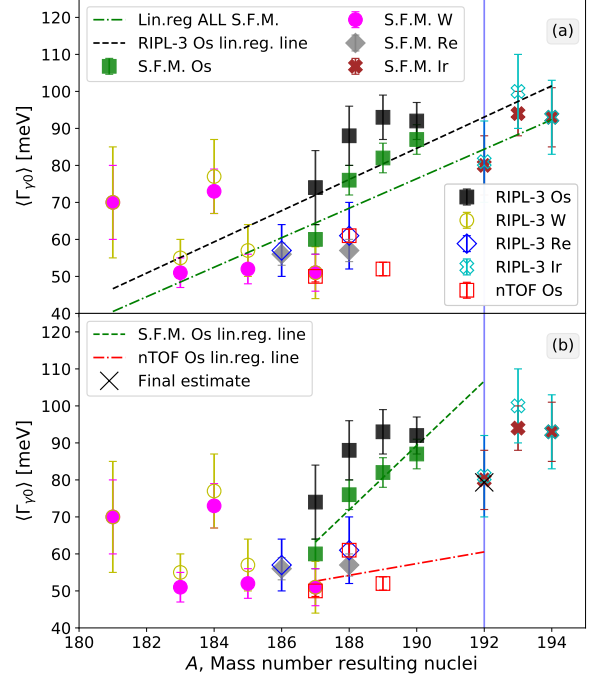 Lin.reg ALL S.F.M.
RIPL-3 Os lin.reg. line
S.F.M. Os
S.F.M. W
S.F.M. Re
S.F.M. Ir
(a)
120
110
100
90
80
70
60
50
40
⟨Γγ0⟩ [meV]
RIPL-3 Os
RIPL-3 W
RIPL-3 Re
RIPL-3 Ir
nTOF Os
S.F.M. Os lin.reg. line
nTOF Os lin.reg. line
Final estimate
(b)
120
110
100
90
80
70
60
50
40
⟨Γγ0⟩ [meV]
180 182 184 186 188 190 192 194
A, Mass number resulting nuclei